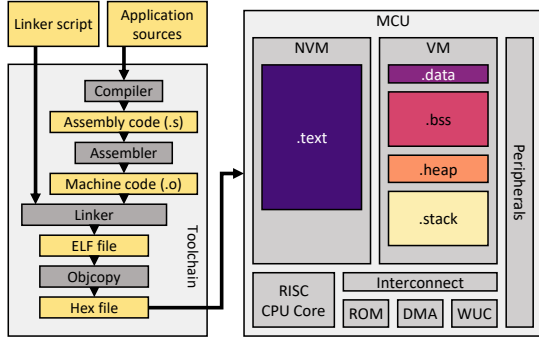 Linker script
Application
sources
Compiler
Assembly code (.s)
Assembler
Machine code (.o)
Linker
ELF file
Objcopy
Hex file
Toolchain
MCU
NVM
.text
VM
.data
.bss
.heap
.stack
Peripherals
RISC
CPU Core
Interconnect
ROM
DMA
WUC